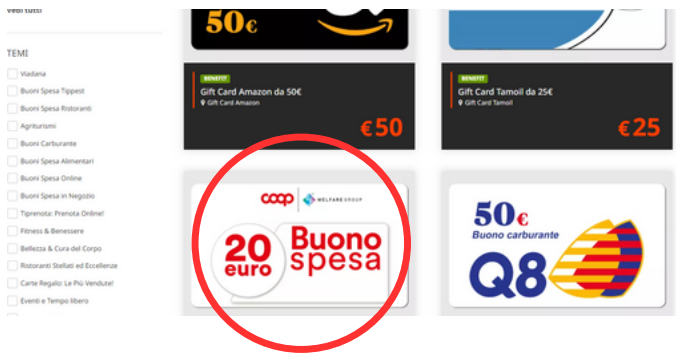 Vedi tutti
TEMI
Viadana
Buoni Spesa Tippest
Buoni Spesa Ristoranti
Agriturismi
Buoni Carburante
Buoni Spesa Alimentari
Buoni Spesa Online
Buoni Spesa in Negozio
Tiprenota: Prenota Online!
Fitness & Benessere
Bellezza & Cura del Corpo
Ristoranti Stellati ed Eccellenze
Carte Regalo: Le Più Vendute!
Eventi e Tempo libero
50€
BENEFIT
Gift Card Amazon da 50€
Gift Card Amazon
€50
BENEFIT
Gift Card Tamoil da 25€
Gift Card Tamoil
€25
coop WELFARE GROUP
20
euro
Buono
spesa
50€
Buono carburante
Q8